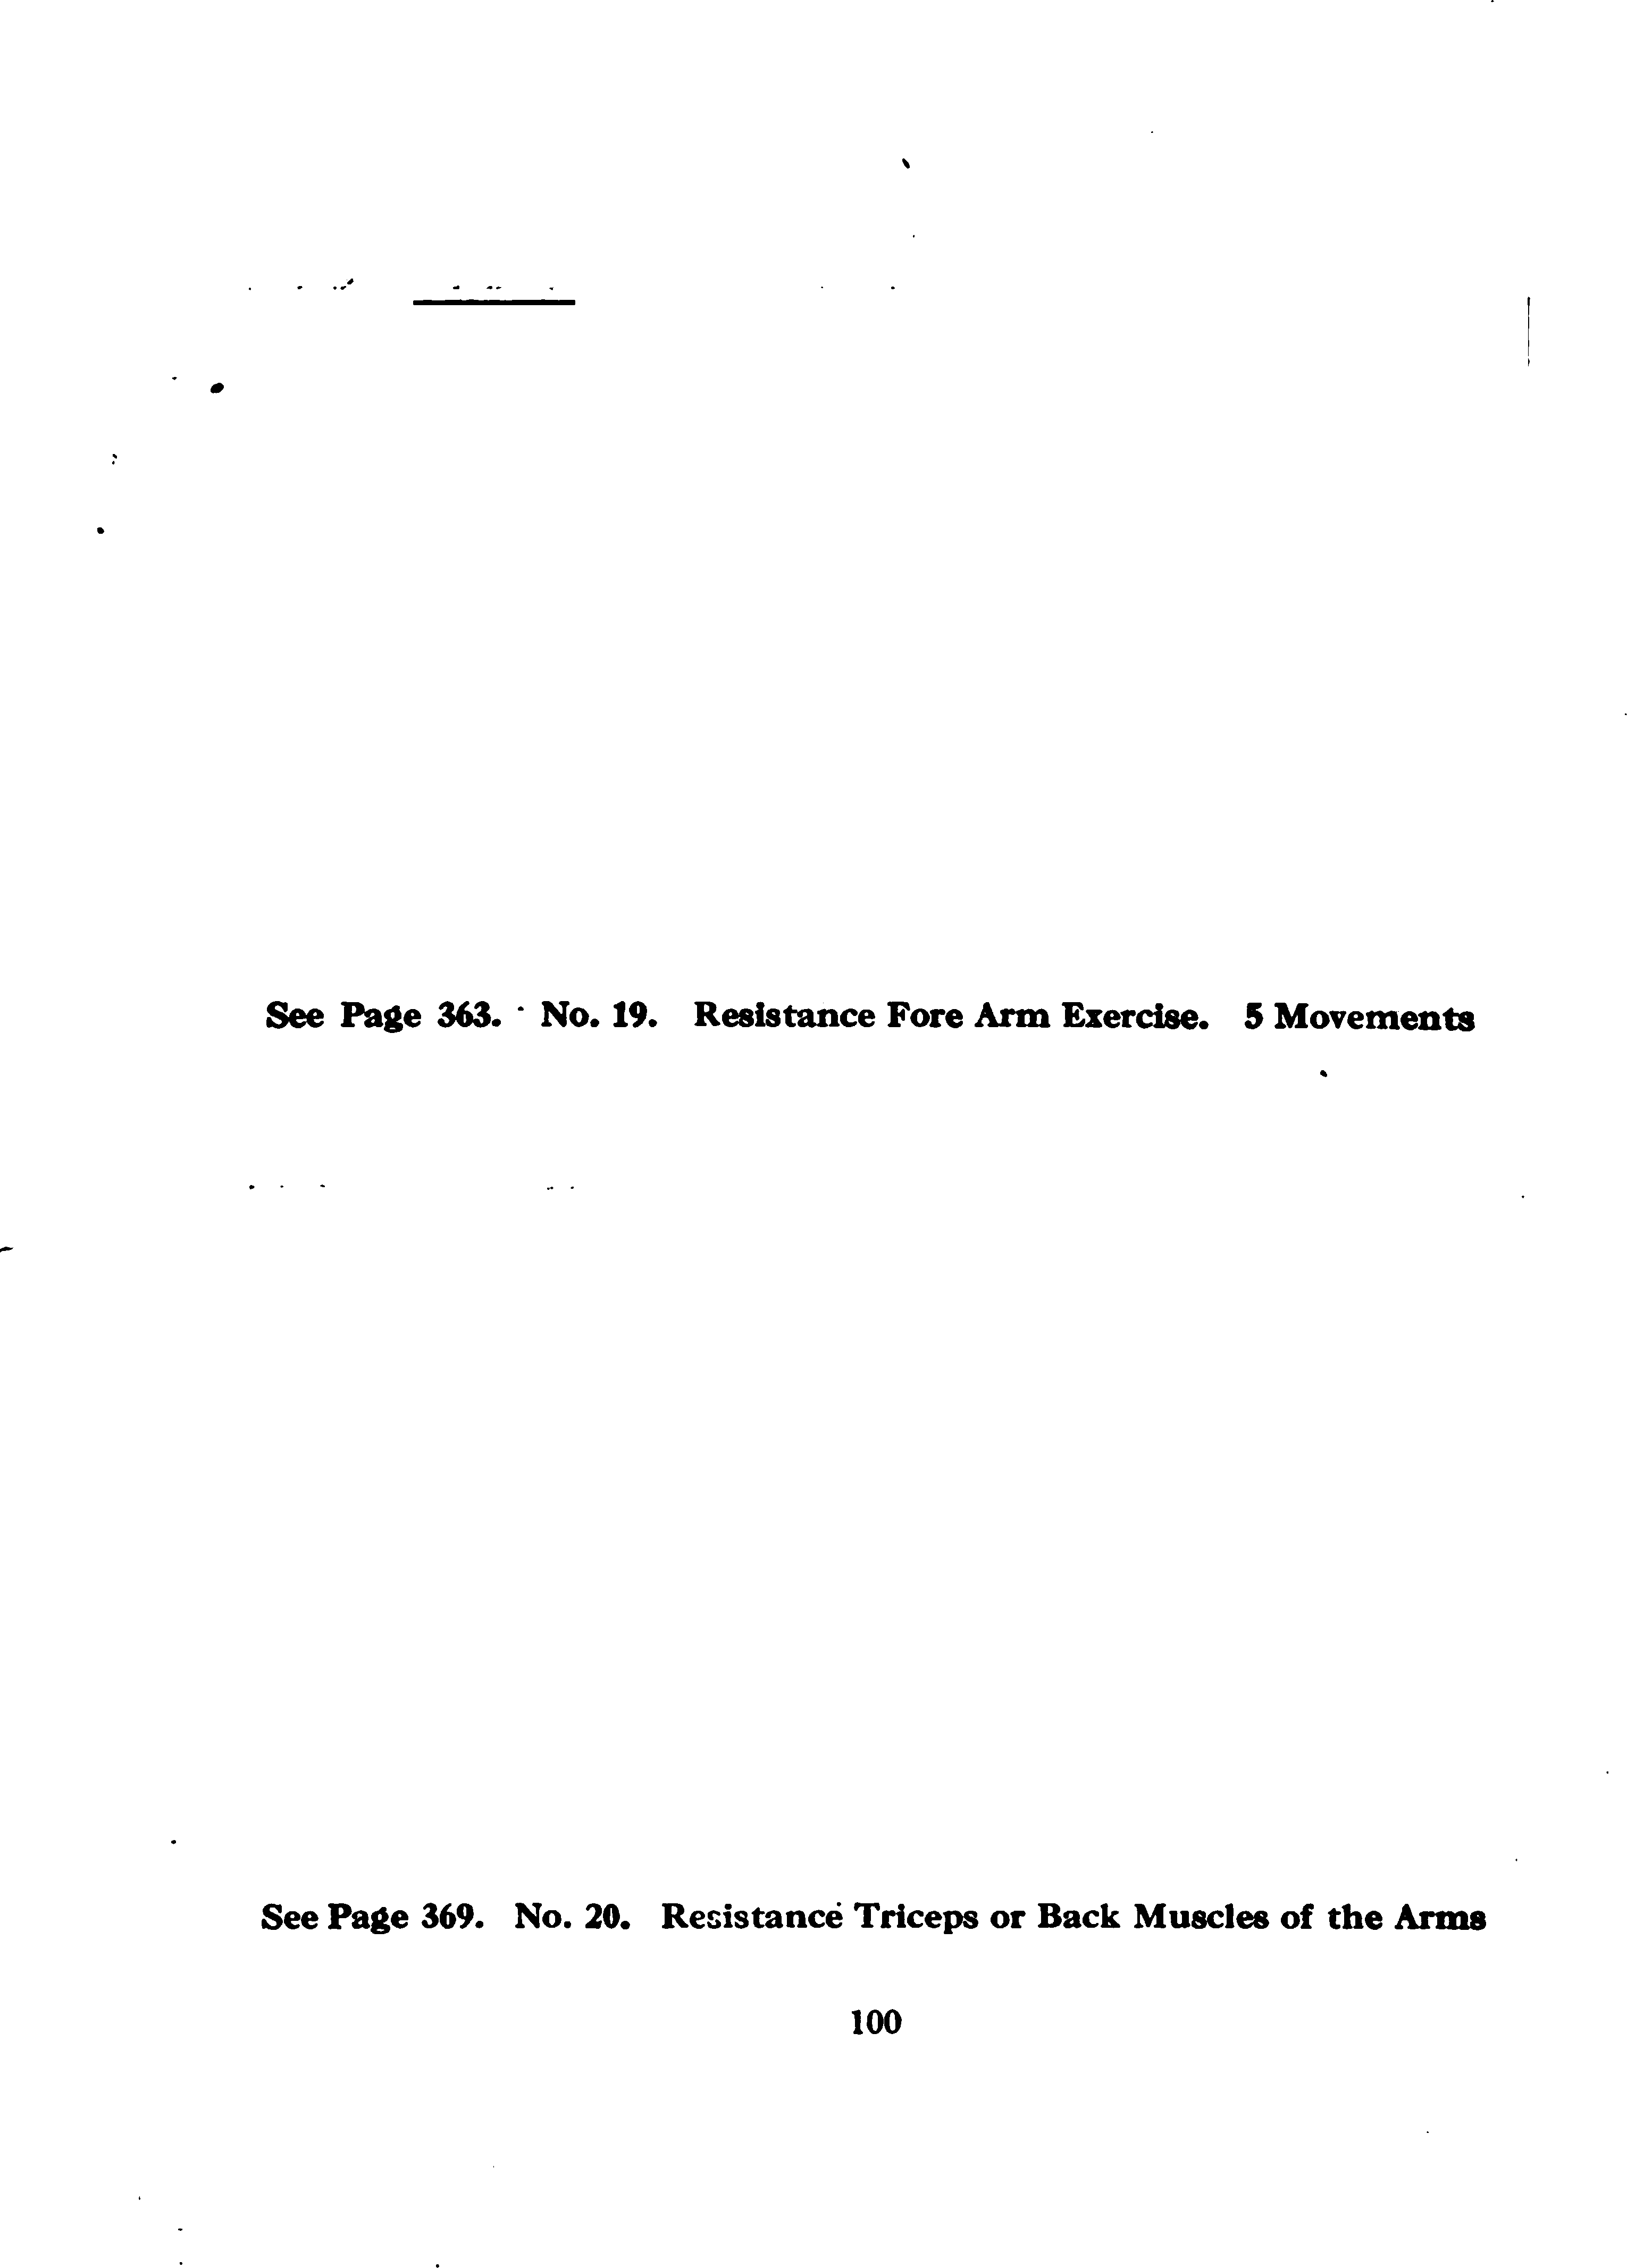 See Page 363. No. 19. Resistance Fore Arm Exercise. 5 Movements
See Page 369. No. 20. Resistance Triceps or Back Muscles of the Arms
100